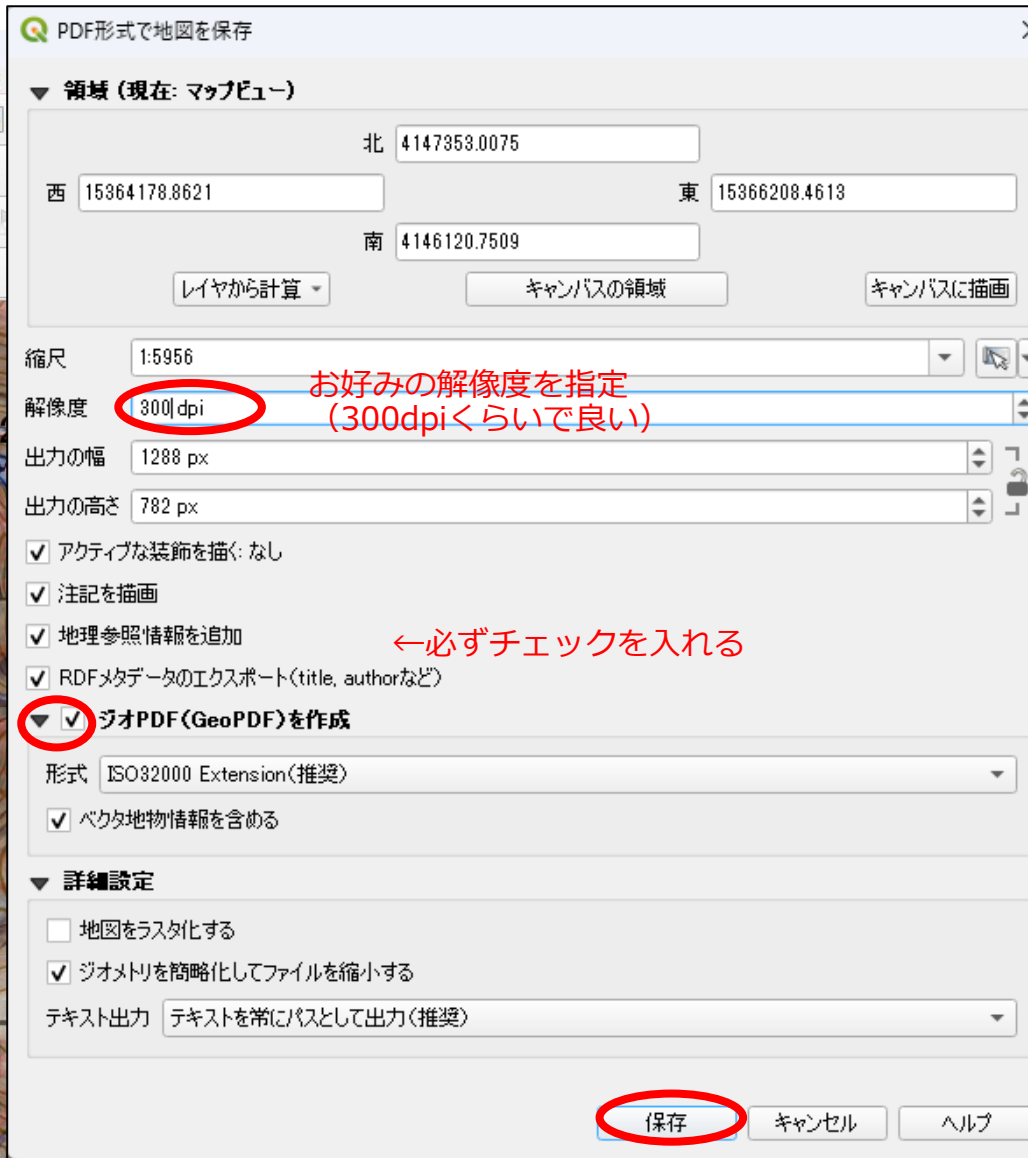 PDF形式で地図を保存
領域 (現在: マップビュー)
北 4147353.0075
西 15364178.8621 東 15366208.4613
南 4146120.7509
レイヤから計算 キャンバスの領域 キャンバスに描画
縮尺 1:5956
お好みの解像度を指定
解像度 300 dpi
（300dpiくらいで良い）
出力の幅 1288 px
出力の高さ 782 px
アクティブな装飾を描く: なし
注記を描画
地理参照情報を追加 ←必ずチェックを入れる
RDFメタデータのエクスポート(title, authorなど)
ジオPDF(GeoPDF)を作成
形式 ISO32000 Extension(推奨)
ベクタ地物情報を含める
詳細設定
地図をラスタ化する
ジオメトリを簡略化してファイルを縮小する
テキスト出力 テキストを常にパスとして出力(推奨)
保存 キャンセル ヘルプ